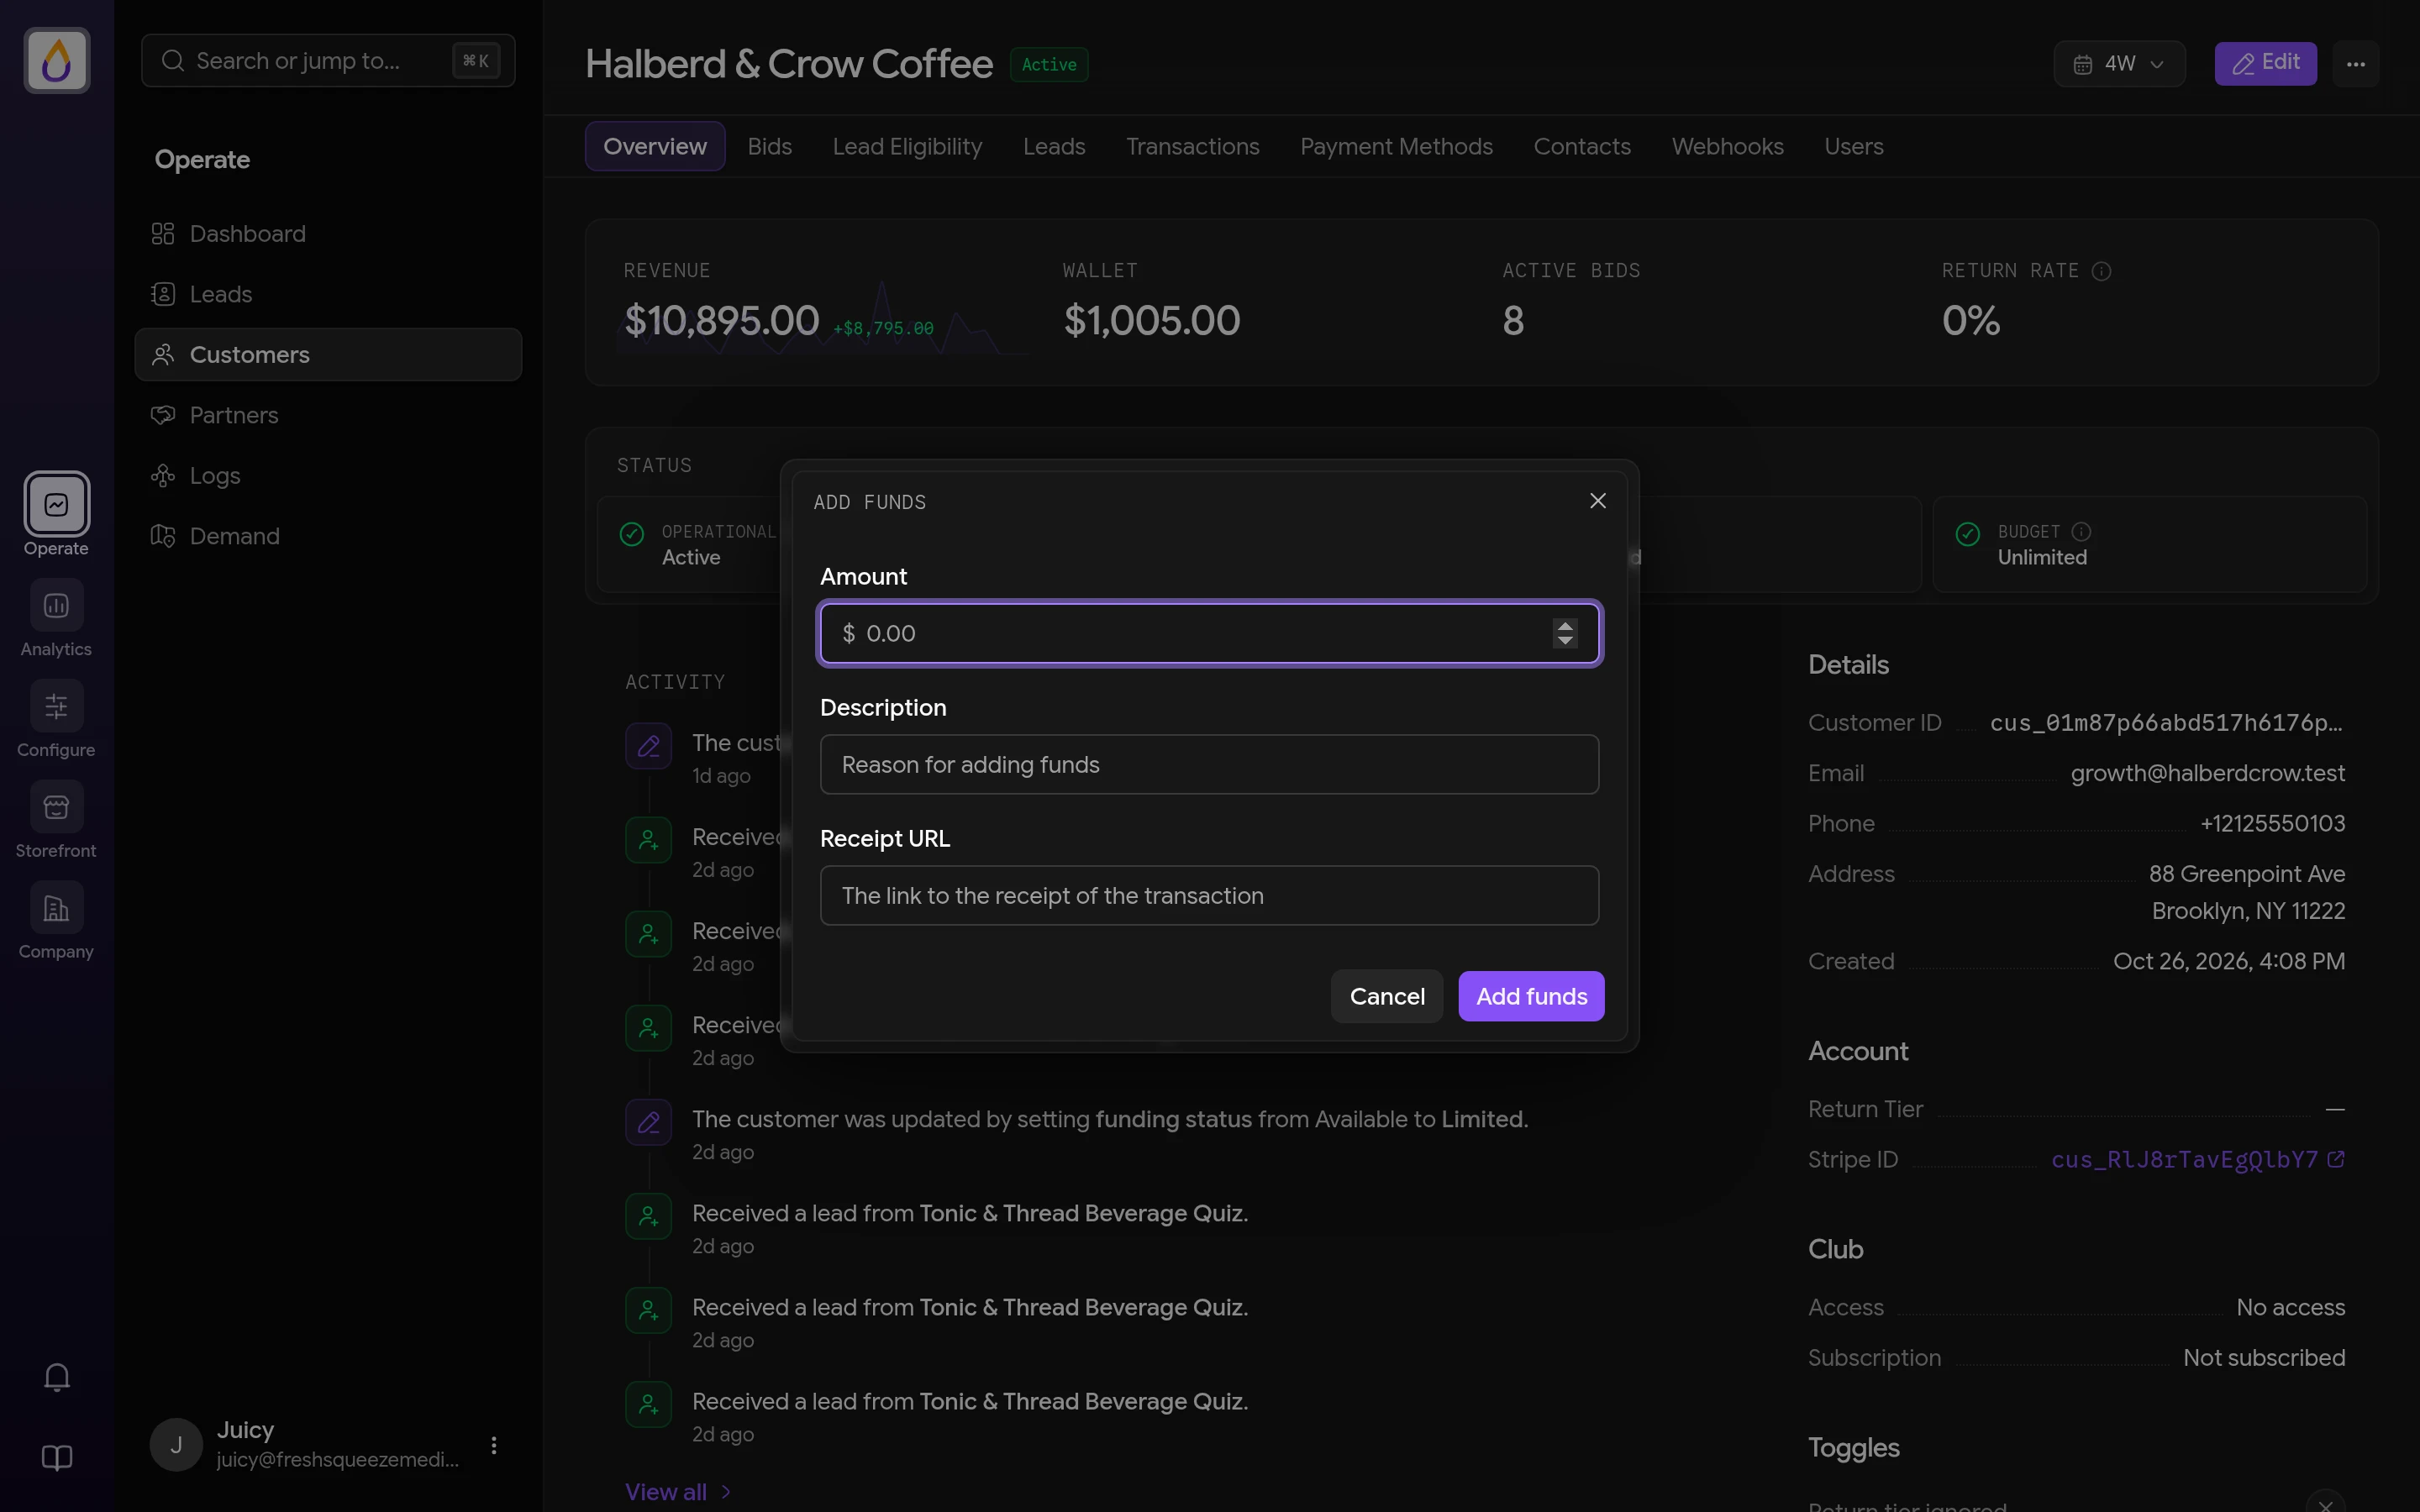 Search or jump to...
⌘K
Operate
Dashboard
Leads
Customers
Partners
Logs
Demand
Operate
Analytics
Configure
Storefront
Company
J
Juicy
juicy@freshsqueezemedi...
Halberd & Crow Coffee
Active
4W
Edit
Overview
Bids
Lead Eligibility
Leads
Transactions
Payment Methods
Contacts
Webhooks
Users
REVENUE
$10,895.00
+$8,795.00
WALLET
$1,005.00
ACTIVE BIDS
8
RETURN RATE
0%
STATUS
OPERATIONAL
Active
BUDGET
Unlimited
ADD FUNDS
Amount
$ 0.00
Description
Reason for adding funds
Receipt URL
The link to the receipt of the transaction
Cancel
Add funds
ACTIVITY
The cust
1d ago
Received
2d ago
Received
2d ago
Received
2d ago
The customer was updated by setting funding status from Available to Limited.
2d ago
Received a lead from Tonic & Thread Beverage Quiz.
2d ago
Received a lead from Tonic & Thread Beverage Quiz.
2d ago
Received a lead from Tonic & Thread Beverage Quiz.
2d ago
View all
Details
Customer ID cus_01m87p66abd517h6176p...
Email growth@halberdcrow.test
Phone +12125550103
Address 88 Greenpoint Ave
Brooklyn, NY 11222
Created Oct 26, 2026, 4:08 PM
Account
Return Tier —
Stripe ID cus_RlJ8rTavEgQlbY7
Club
Access No access
Subscription Not subscribed
Toggles
Return tier ignored